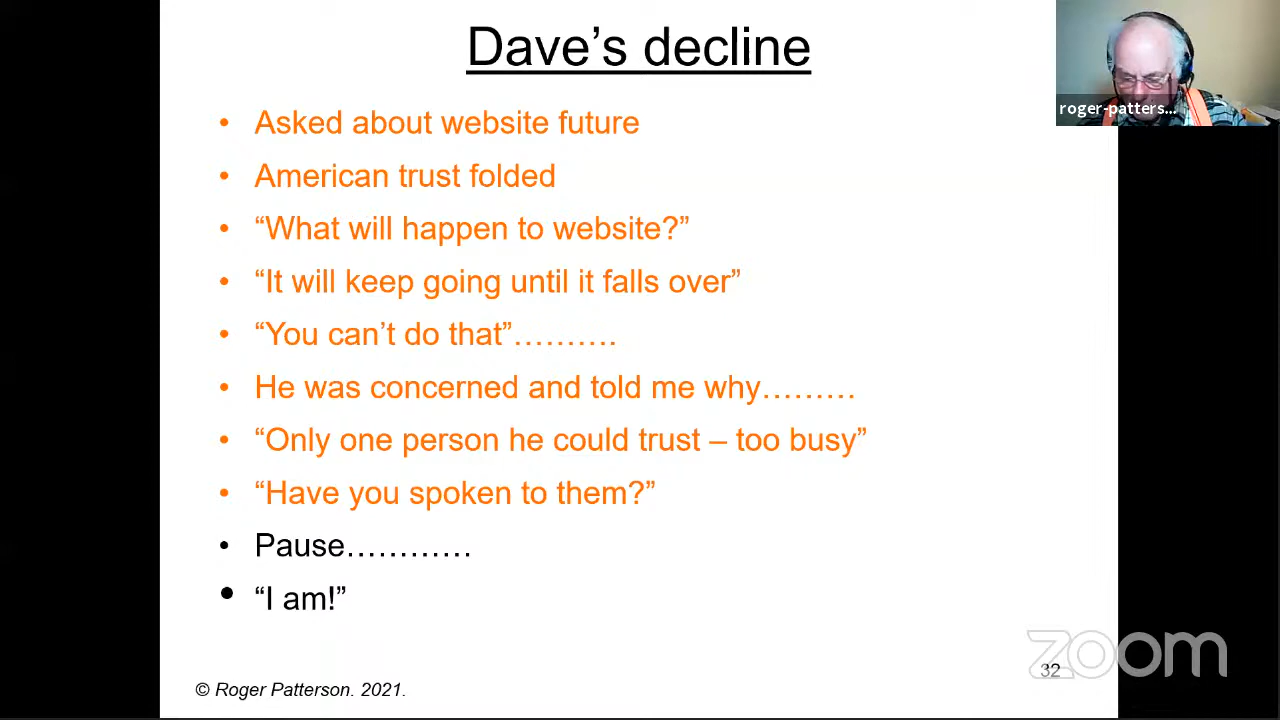 Dave’s decline
roger-patters...
• Asked about website future
• American trust folded
• “What will happen to website?”
• “It will keep going until it falls over”
• “You can’t do that”……….
• He was concerned and told me why………
• “Only one person he could trust – too busy”
• “Have you spoken to them?”
• Pause…………
• “I am!”
zoom
32
© Roger Patterson. 2021.